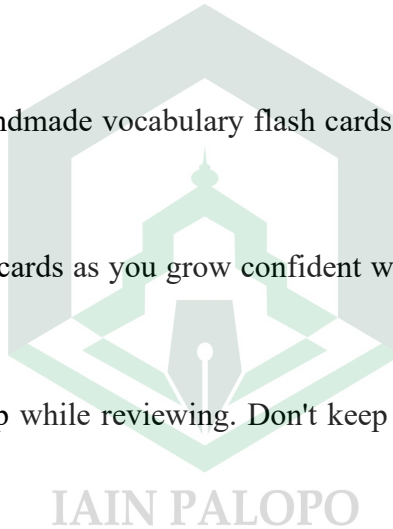 ndmade vocabulary flash cards
cards as you grow confident w
while reviewing. Don't keep
IAIN PALOPO